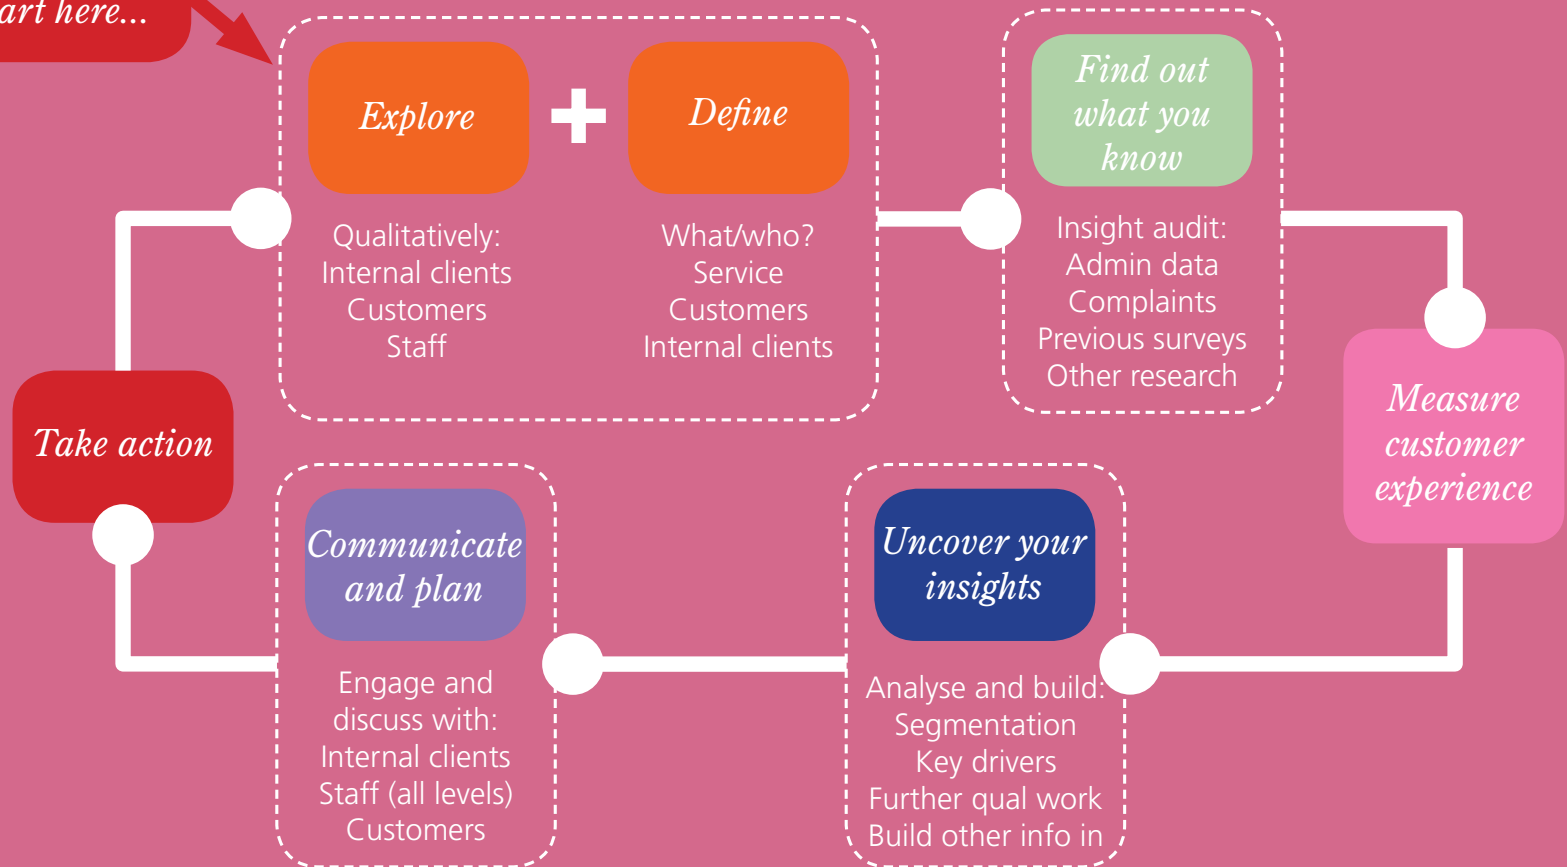 here...
Explore
Define
Qualitatively:
Internal clients
Customers
Staff
What/who?
Service
Customers
Internal clients
Find out
what you
know
Insight audit:
Admin data
Complaints
Previous surveys
Other research
Measure
customer
experience
Uncover your
insights
Analyse and build:
Segmentation
Key drivers
Further qual work
Build other info in
Communicate
and plan
Engage and
discuss with:
Internal clients
Staff (all levels)
Customers
Take action